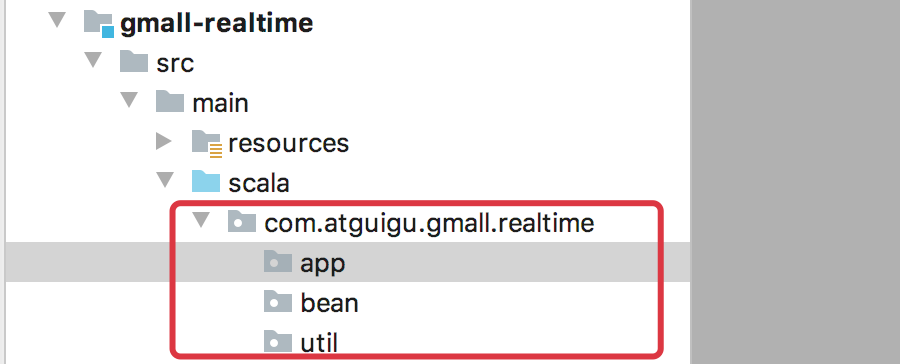 gmall-realtime
src
main
resources
scala
com.atguigu.gmall.realtime
app
bean
util